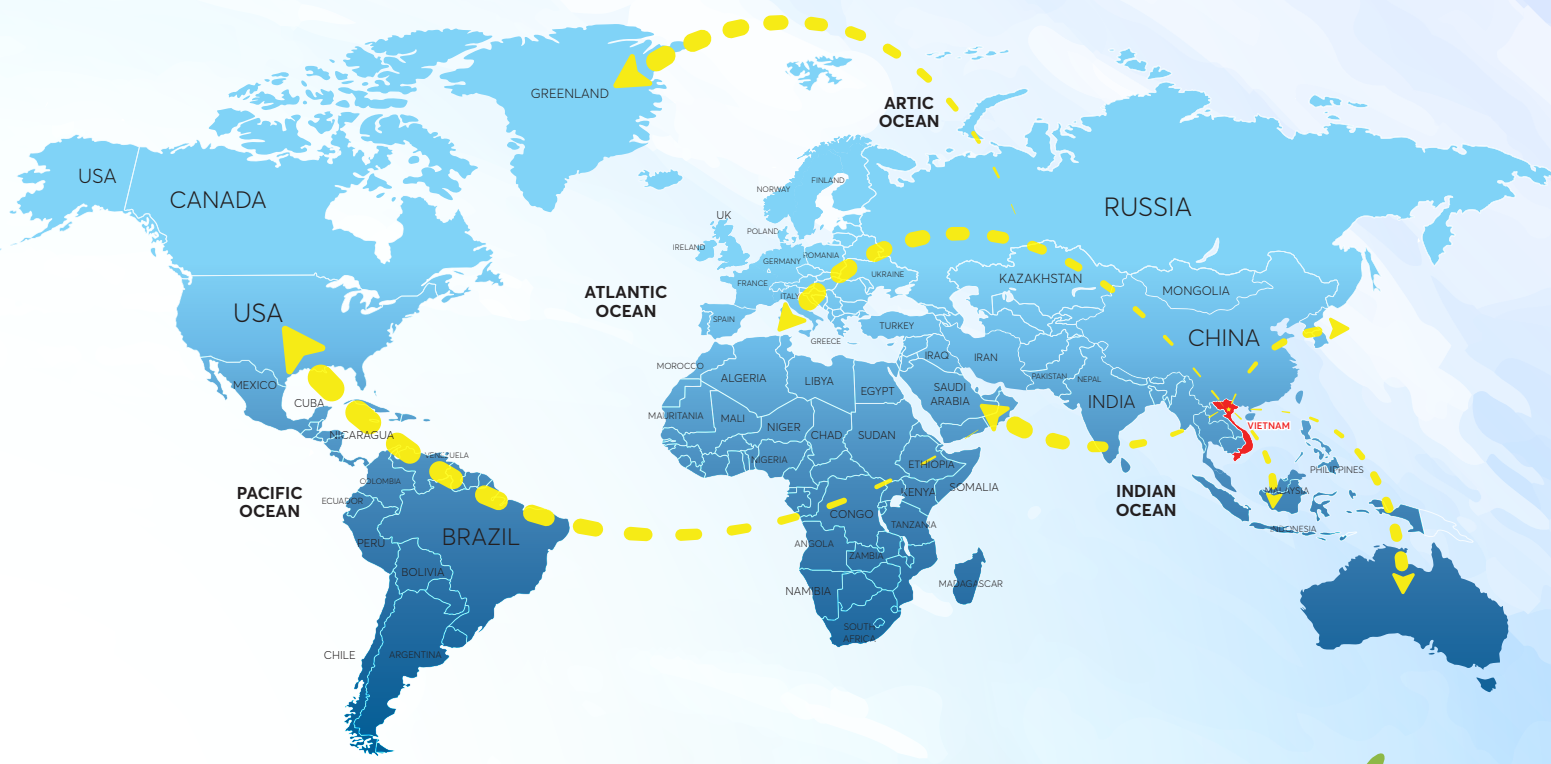 GREENLAND
ARTIC
OCEAN
USA
CANADA
RUSSIA
FINLAND
NORWAY
UK
POLAND
IRELAND
ROMANIA
GERMANY
UKRAINE
FRANCE
KAZAKHSTAN
MONGOLIA
ITALY
ATLANTIC
OCEAN
USA
SPAIN
TURKEY
GREECE
CHINA
IRAQ
IRAN
MOROCCO
ALGERIA
LIBYA
EGYPT
SAUDI
ARABIA
PAKISTAN
NEPAL
INDIA
MEXICO
CUBA
MAURITANIA
MALI
NIGER
CHAD
SUDAN
VIETNAM
NICARAGUA
VENEZUELA
NIGERIA
ETHIOPIA
PHILIPPINES
COLOMBIA
SOMALIA
KENYA
MALAYSIA
PACIFIC
OCEAN
ECUADOR
INDIAN
OCEAN
CONGO
TANZANIA
INDONESIA
BRAZIL
PERU
ANGOLA
ZAMBIA
BOLIVIA
MADAGASCAR
NAMIBIA
SOUTH
AFRICA
CHILE
ARGENTINA